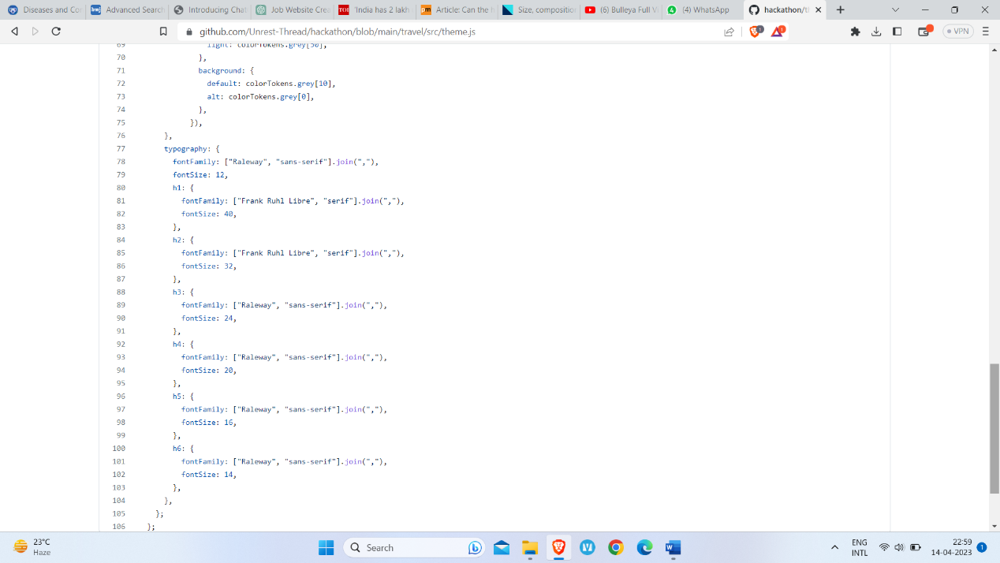 Diseases and Cor
Advanced Search
Introducing Chat
Job Website Crea
TOI 'India has 2 lakh
pm Article: Can the h
Size, composition
(6) Bulleya Full Vi
(4) WhatsApp
hackathon/th
github.com/Unrest-Thread/hackathon/blob/main/travel/src/theme.js
VPN
69 light: colorTokens.grey[50],
70 },
71 background: {
72 default: colorTokens.grey[10],
73 alt: colorTokens.grey[0],
74 },
75 }),
76 },
77 typography: {
78 fontFamily: ["Raleway", "sans-serif"].join(","),
79 fontSize: 12,
80 h1: {
81 fontFamily: ["Frank Ruhl Libre", "serif"].join(","),
82 fontSize: 40,
83 },
84 h2: {
85 fontFamily: ["Frank Ruhl Libre", "serif"].join(","),
86 fontSize: 32,
87 },
88 h3: {
89 fontFamily: ["Raleway", "sans-serif"].join(","),
90 fontSize: 24,
91 },
92 h4: {
93 fontFamily: ["Raleway", "sans-serif"].join(","),
94 fontSize: 20,
95 },
96 h5: {
97 fontFamily: ["Raleway", "sans-serif"].join(","),
98 fontSize: 16,
99 },
100 h6: {
101 fontFamily: ["Raleway", "sans-serif"].join(","),
102 fontSize: 14,
103 },
104 },
105 };
106 };
23°C
Haze
Search
ENG
INTL
22:59
14-04-2023
1